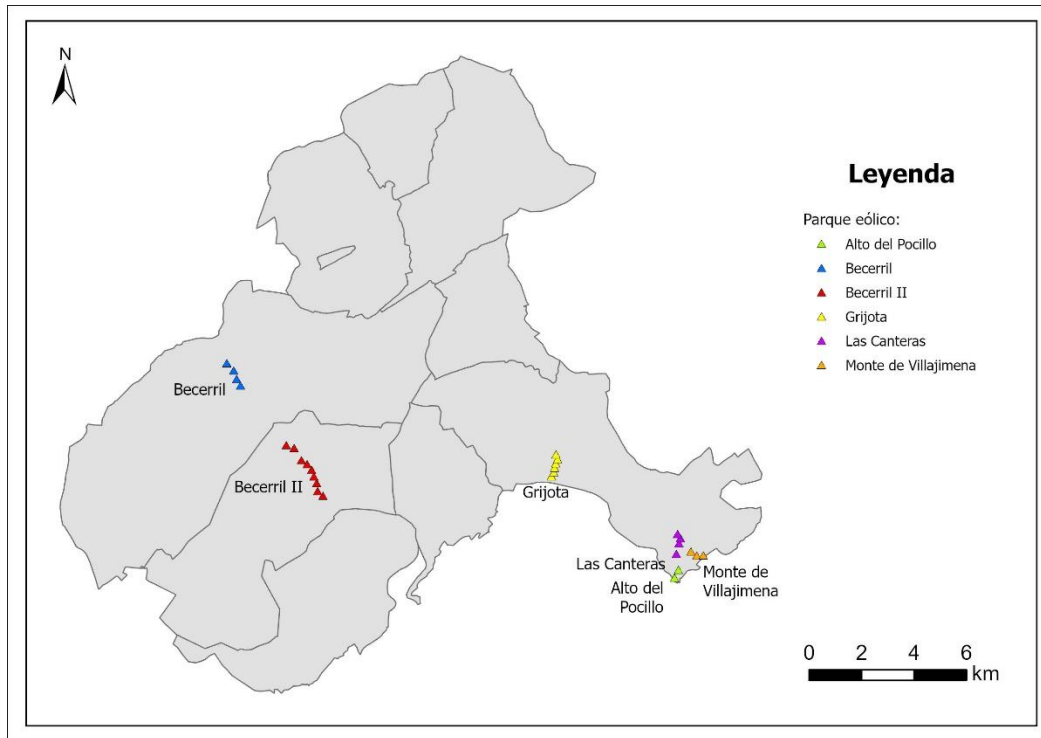 N
Leyenda
Parque eólico:
Alto del Pocillo
Becerril
Becerril II
Grijota
Las Canteras
Monte de Villajimena
Becerril
Becerril II
Grijota
Las Canteras
Alto del
Pocillo
Monte de
Villajimena
0 2 4 6
km